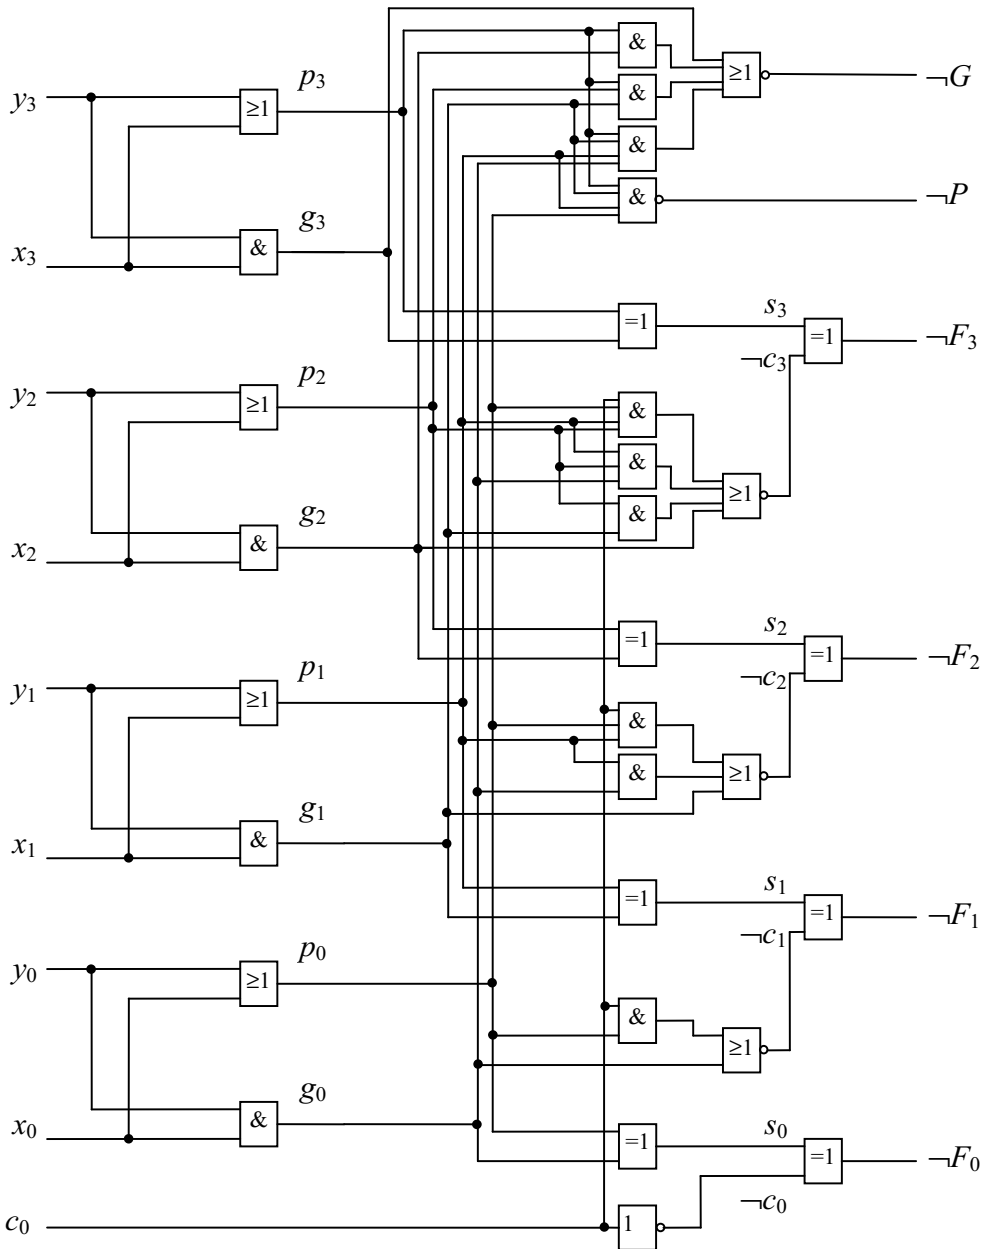 & ≥1 ¬G
p₃
y₃ ≥1 &
&
g₃ & ¬P
x₃ &
=1 s₃ =1 ¬F₃
¬c₃
p₂
y₂ ≥1 &
&
g₂ & ≥1
x₂ &
=1 s₂ =1 ¬F₂
p₁ ¬c₂
y₁ ≥1 &
& ≥1
g₁
x₁ &
=1 s₁ =1 ¬F₁
p₀ ¬c₁
y₀ ≥1
& ≥1
g₀
x₀ & =1 s₀ =1 ¬F₀
¬c₀
c₀ 1